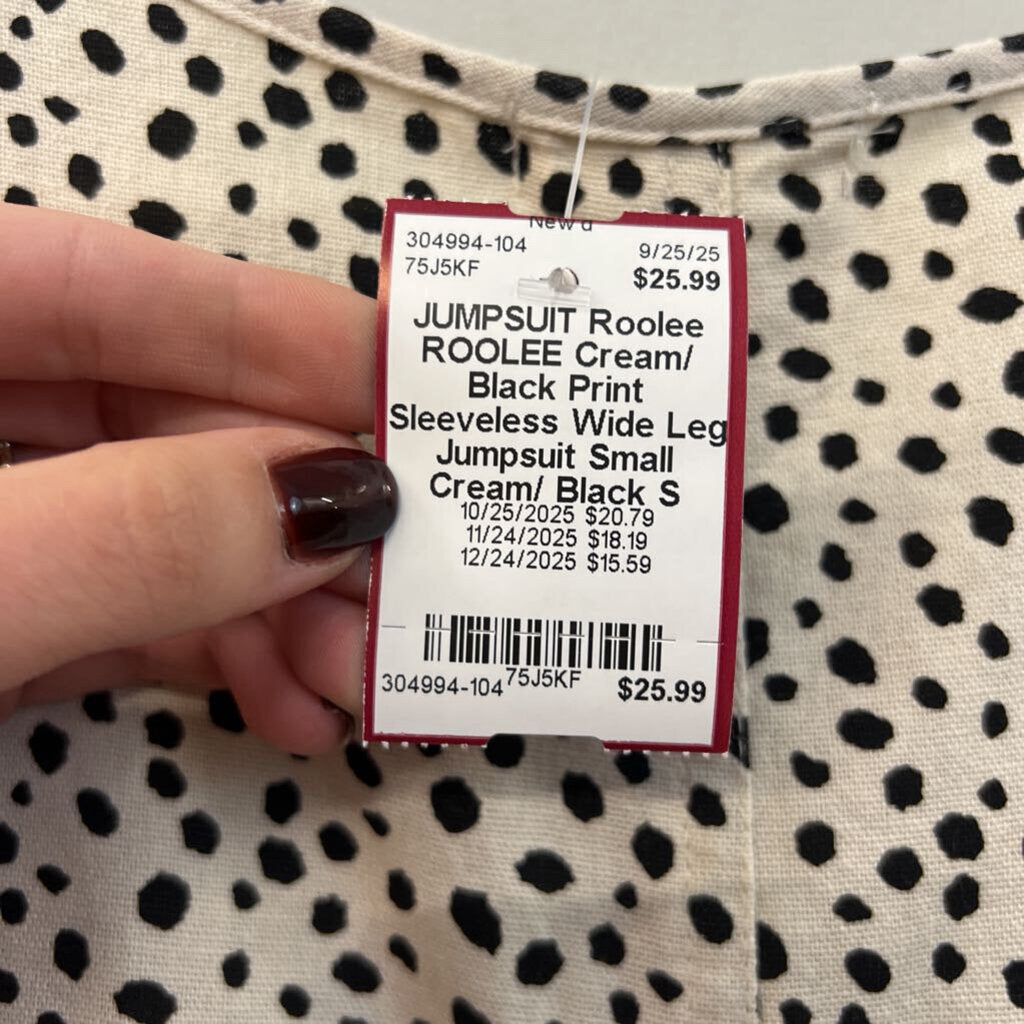 New d
304994-104 9/25/25
75J5KF $25.99
JUMPSUIT Roolee
ROOLEE Cream/
Black Print
Sleeveless Wide Leg
Jumpsuit Small
Cream/ Black S
10/25/2025 $20.79
11/24/2025 $18.19
12/24/2025 $15.59
304994-104 75J5KF $25.99